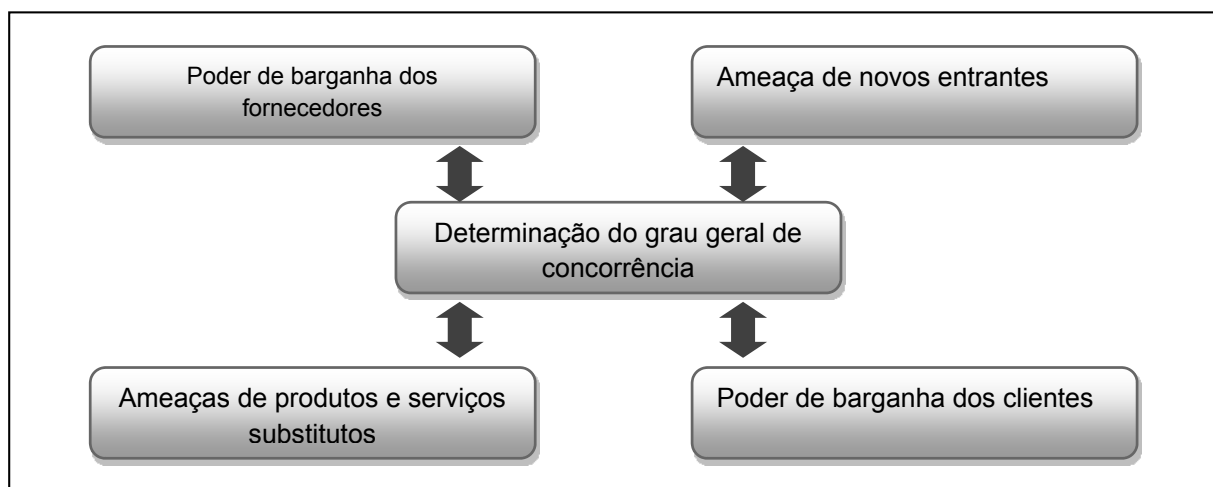 Poder de barganha dos
fornecedores
Ameaça de novos entrantes
Determinação do grau geral de
concorrência
Ameaças de produtos e serviços
substitutos
Poder de barganha dos clientes